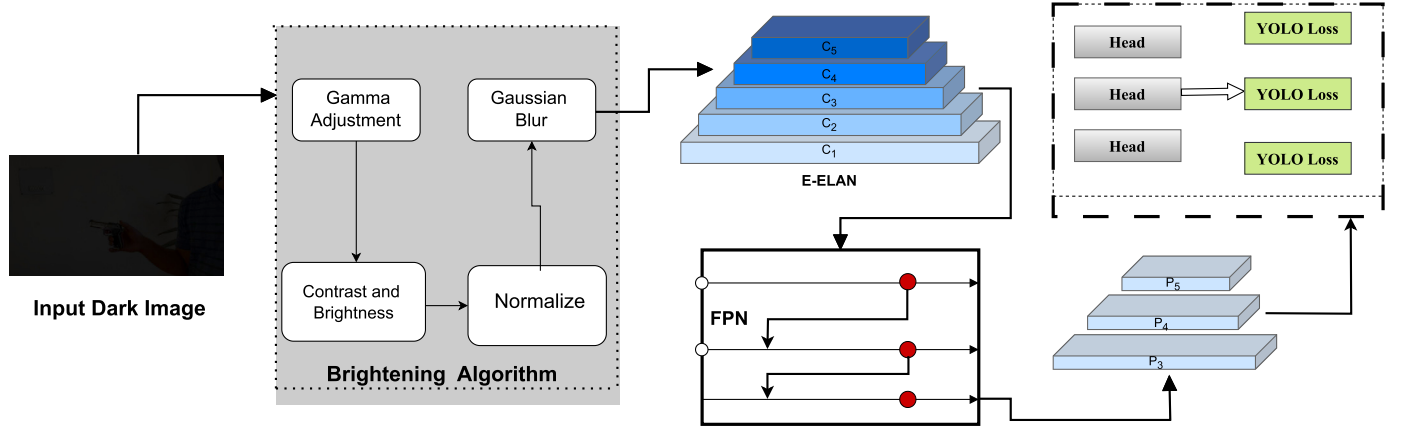 Input Dark Image
Gamma
Adjustment
Gaussian
Blur
Contrast and
Brightness
Normalize
Brightening Algorithm
C5
C4
C3
C2
C1
E-ELAN
FPN
P5
P4
P3
Head
YOLO Loss
Head
YOLO Loss
Head
YOLO Loss